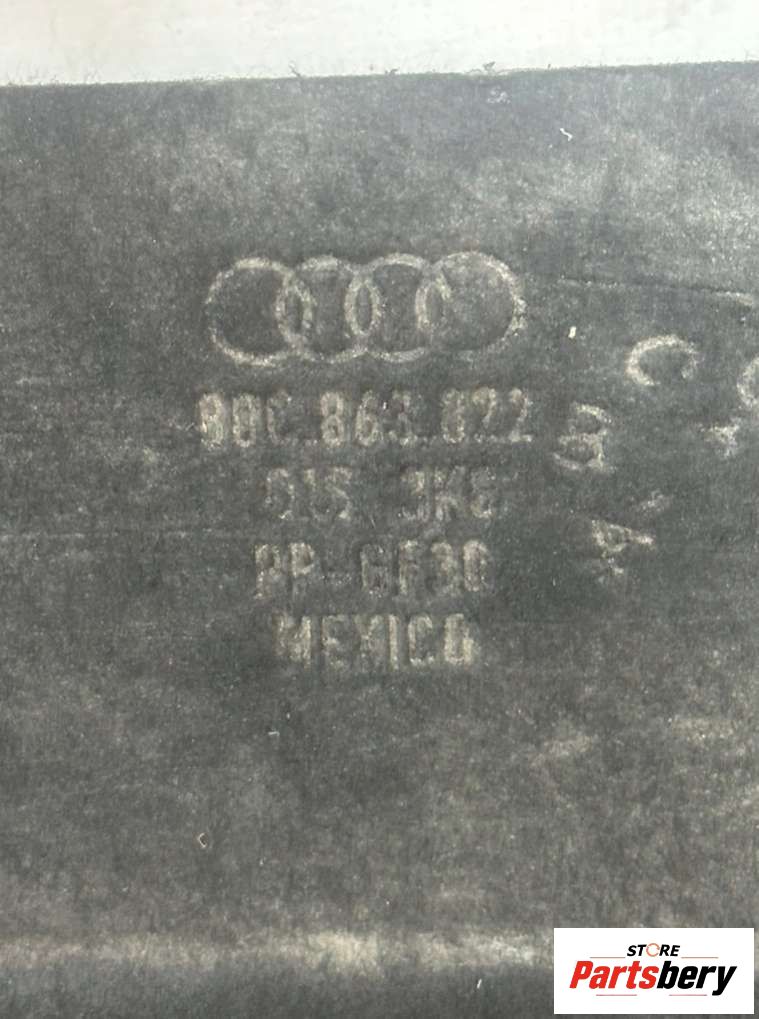 80C.863.822
PP-GF30
MEXICO
STORE
Partsbery